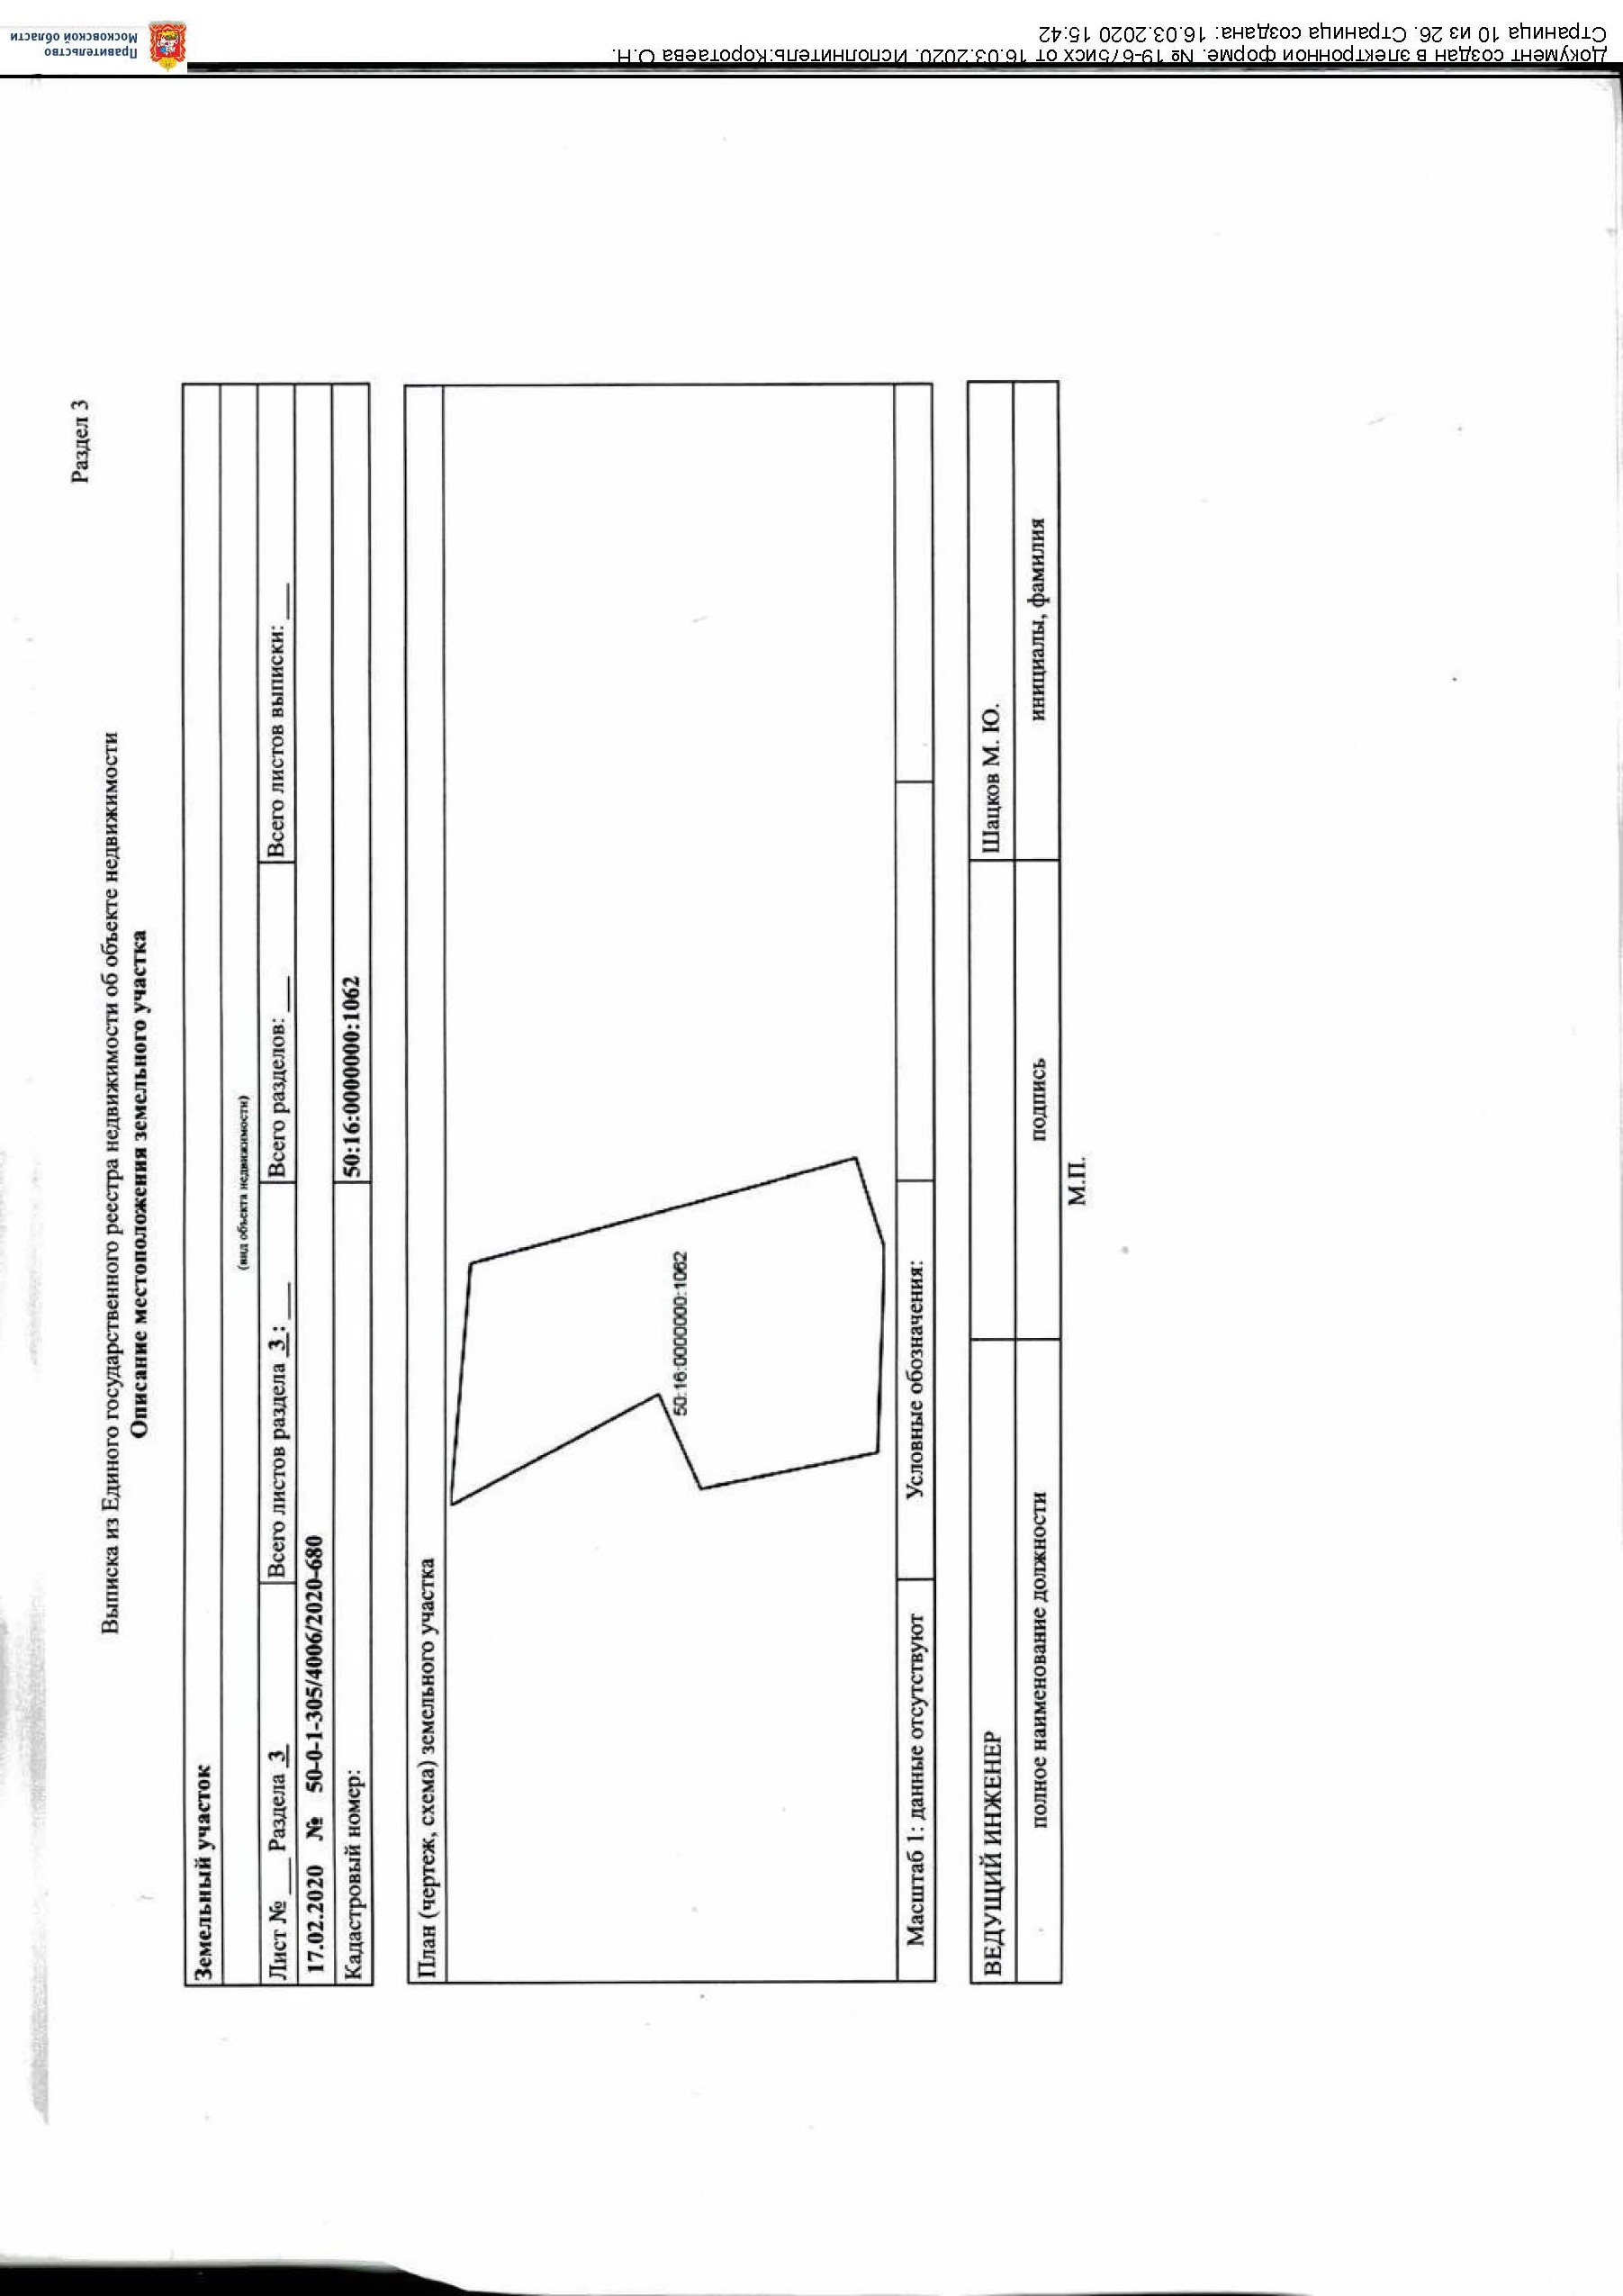 Раздел 3
Выписка из Единого государственного реестра недвижимости об объекте недвижимости
Описание местоположения земельного участка
Земельный участок
(вид объекта недвижимости)
Лист № ___ Раздела 3 Всего листов раздела 3 : ___ Всего разделов: ___ Всего листов выписки: ___
17.02.2020 № 50-0-1-305/4006/2020-680
Кадастровый номер: 50:16:0000000:1062
План (чертеж, схема) земельного участка
50:16:0000000:1062
Масштаб 1: данные отсутствуют Условные обозначения:
ВЕДУЩИЙ ИНЖЕНЕР Шацков М. Ю.
полное наименование должности подпись инициалы, фамилия
М.П.
Документ создан в электронной форме. № 19-675исх от 16.03.2020. Исполнитель:Коротаева О.Н.
Страница 10 из 26. Страница создана: 16.03.2020 15:42
Правительство
Московской области